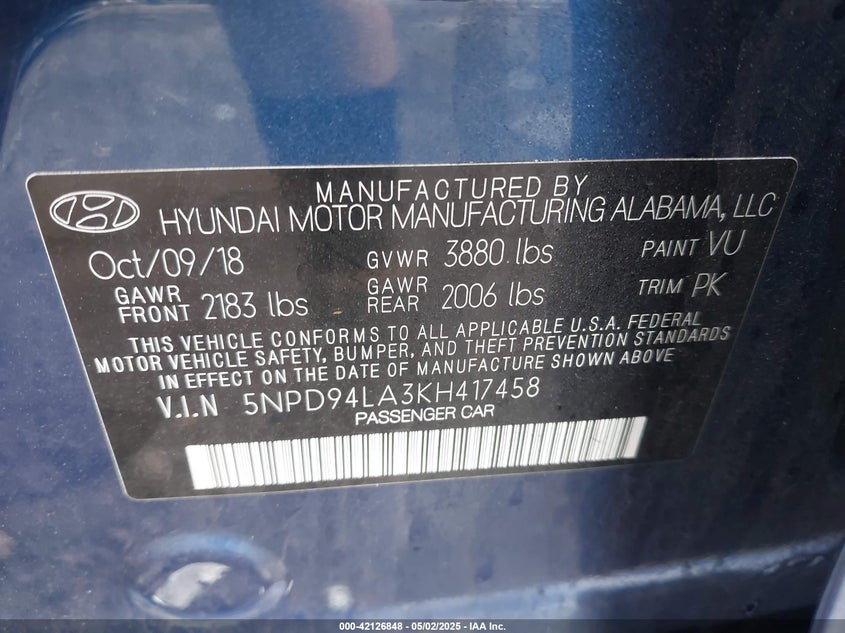 MANUFACTURED BY
HYUNDAI MOTOR MANUFACTURING ALABAMA, LLC
Oct/09/18 GVWR 3880 lbs PAINT VU
GAWR FRONT 2183 lbs GAWR REAR 2006 lbs TRIM PK
THIS VEHICLE CONFORMS TO ALL APPLICABLE U.S.A. FEDERAL
MOTOR VEHICLE SAFETY, BUMPER, AND THEFT PREVENTION STANDARDS
IN EFFECT ON THE DATE OF MANUFACTURE SHOWN ABOVE
V.I.N 5NPD94LA3KH417458
PASSENGER CAR
000-42126848 - 05/02/2025 - IAA Inc.